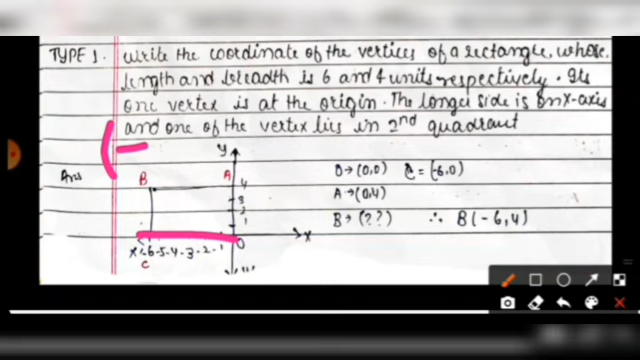 TYPE 1. Write the coordinate of the vertices of a rectangle, whose
length and breadth is 6 and 4 units respectively. Its
one vertex is at the origin. The longer side is on x-axis
and one of the vertex lies in 2nd quadrant
Ans
y
B A
4
3
2
1
O
x
-6-5-4-3-2-1
C
O→(0,0) C=(-6,0)
A→(0,4)
B→(??) ∴ B(-6,4)